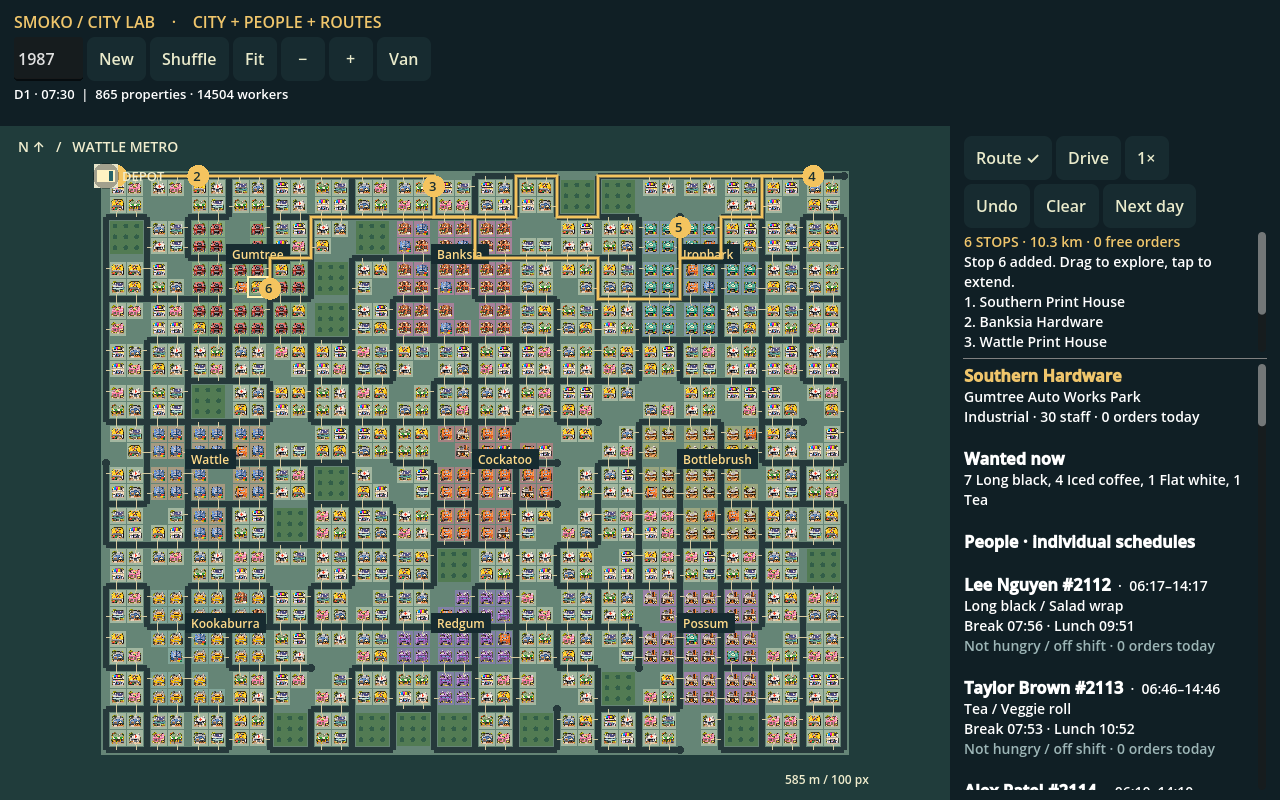 SMOKO / CITY LAB · CITY + PEOPLE + ROUTES
1987 New Shuffle Fit − + Van
D1 · 07:30 | 865 properties · 14504 workers
N ↑ / WATTLE METRO
DEPOT
2
3
4
5
6
Gumtree
Banksia
Ironbark
Wattle
Cockatoo
Bottlebrush
Kookaburra
Redgum
Possum
585 m / 100 px
Route ✓ Drive 1×
Undo Clear Next day
6 STOPS · 10.3 km · 0 free orders
Stop 6 added. Drag to explore, tap to
extend.
1. Southern Print House
2. Banksia Hardware
3. Wattle Print House
Southern Hardware
Gumtree Auto Works Park
Industrial · 30 staff · 0 orders today
Wanted now
7 Long black, 4 Iced coffee, 1 Flat white, 1
Tea
People · Individual schedules
Lee Nguyen #2112 · 06:17–14:17
Long black / Salad wrap
Break 07:56 · Lunch 09:51
Not hungry / off shift · 0 orders today
Taylor Brown #2113 · 06:46–14:46
Tea / Veggie roll
Break 07:53 · Lunch 10:52
Not hungry / off shift · 0 orders today